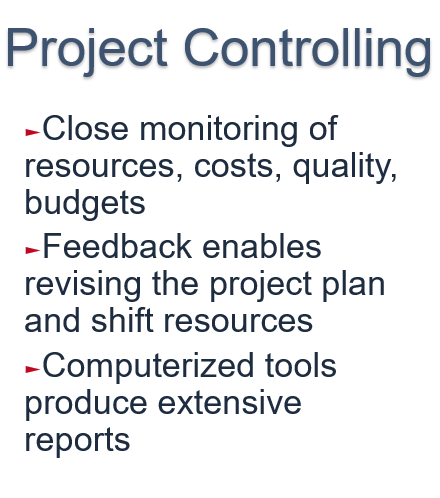 Project Controlling
►Close monitoring of
resources, costs, quality,
budgets
►Feedback enables
revising the project plan
and shift resources
►Computerized tools
produce extensive
reports